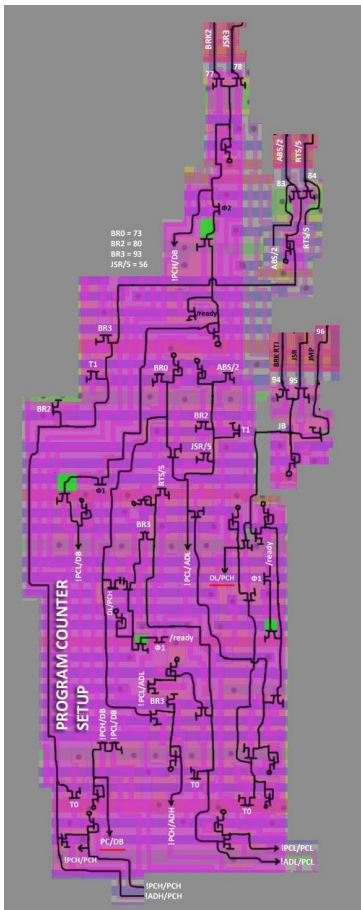 BRK2
JSR3
77
78
ABS/2
RTS/5
83
84
Φ2
!PCH/DB
BR0 = 73
BR2 = 80
BR3 = 93
JSR/5 = 56
ABS/2
RTS/5
/ready
BR3
96
BRK RTI
JSR
JMP
T1
BR0
ABS/2
94
95
BR2
BR2
T1
JB
JSR/5
RTS/5
Φ1
BR3
/ready
!PCL/DB
!PCL/ADL
DL/PCH
Φ1
DL/PCH
/ready
Φ1
PROGRAM COUNTER
SETUP
!PCL/ADL
BR3
!PCH/DB
!PCL/DB
T0
T0
T0
!PCH/ADH
!PCH/PCH
PC/DB
!PCL/PCL
!ADL/PCL
!PCH/PCH
!ADH/PCH